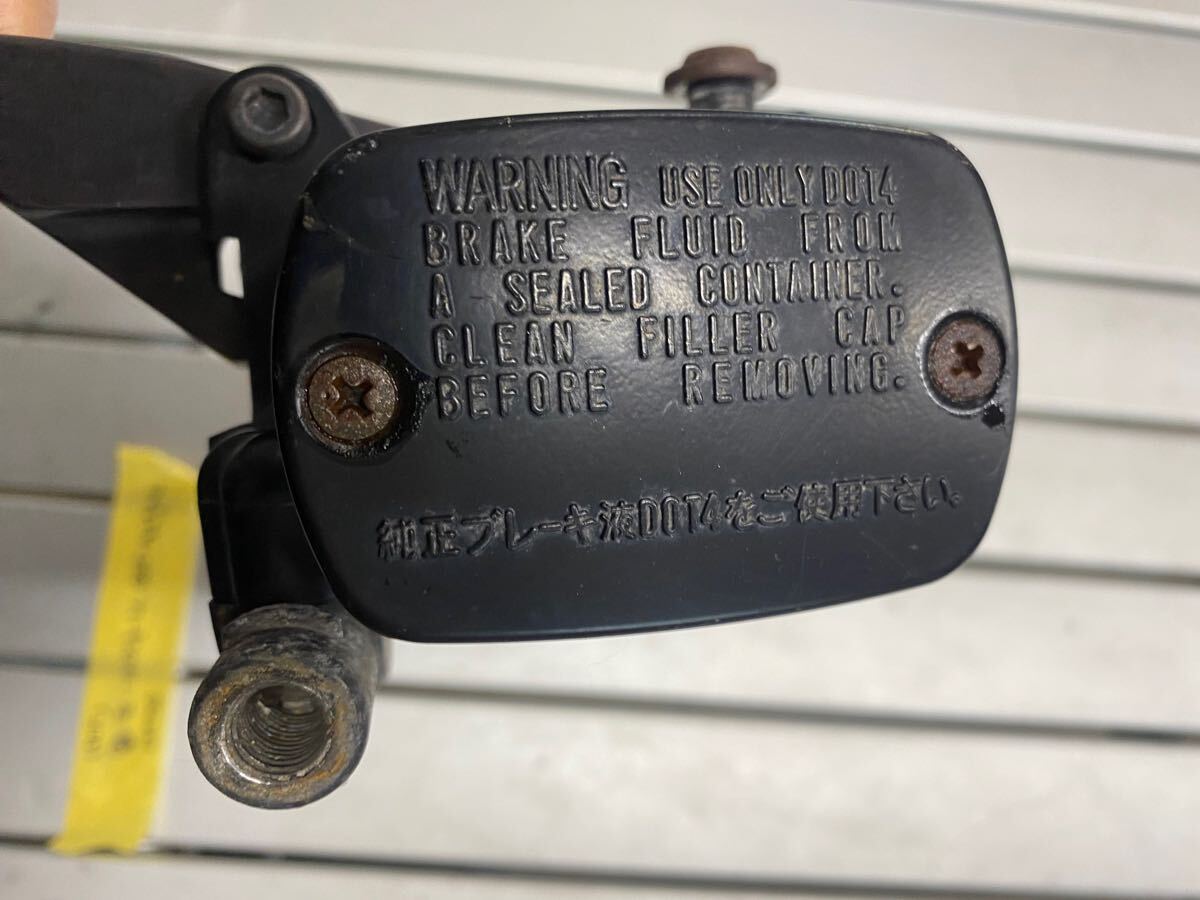 WARNING USE ONLY DOT4
BRAKE FLUID FROM
A SEALED CONTAINER.
CLEAN FILLER CAP
BEFORE REMOVING.
純正ブレーキ液DOT4をご使用下さい。